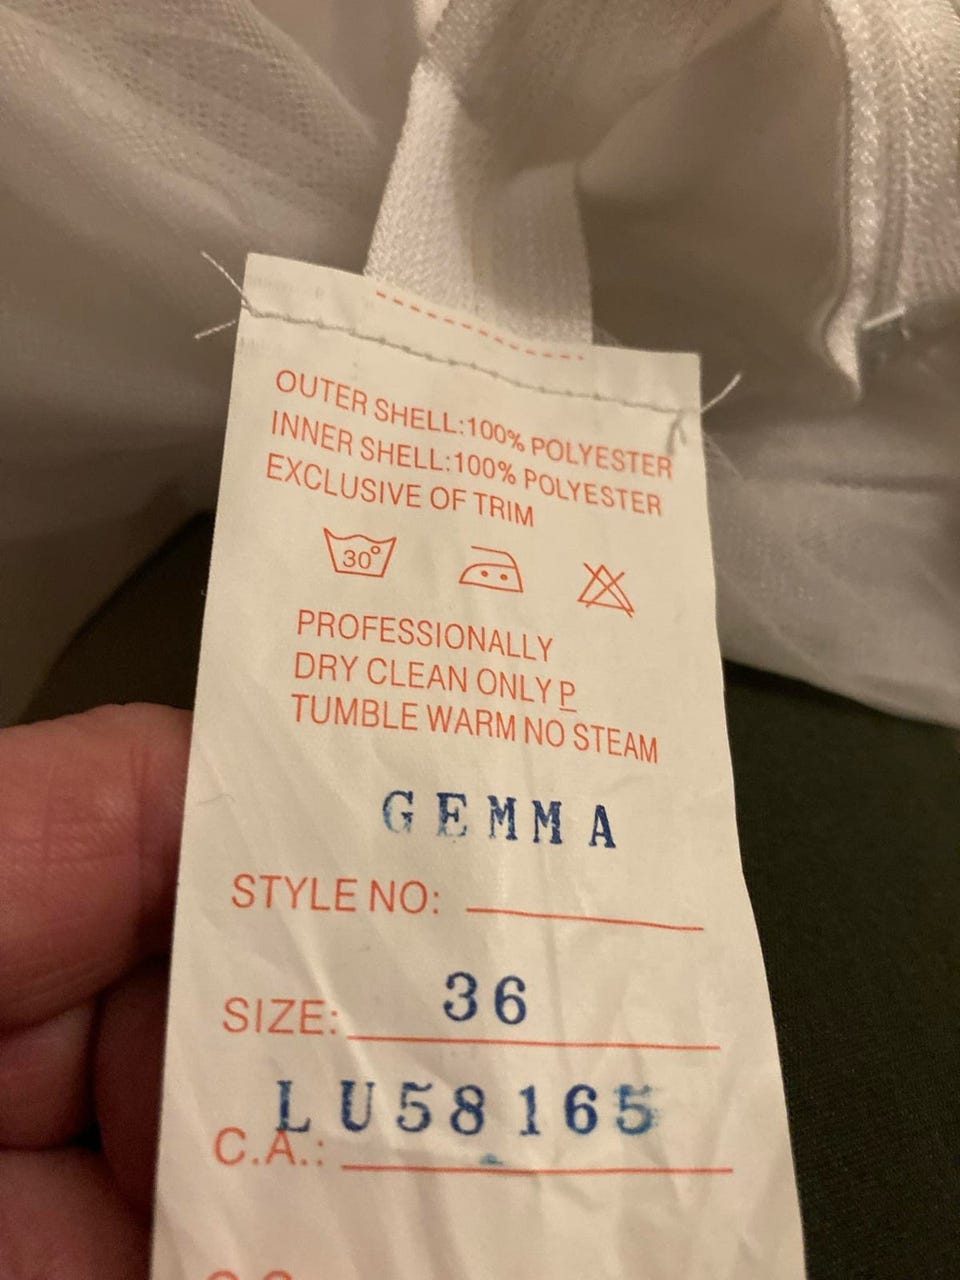 OUTER SHELL:100% POLYESTER
INNER SHELL:100% POLYESTER
EXCLUSIVE OF TRIM
30°
PROFESSIONALLY
DRY CLEAN ONLY P
TUMBLE WARM NO STEAM
GEMMA
STYLE NO:
SIZE: 36
LU58165
C.A.: